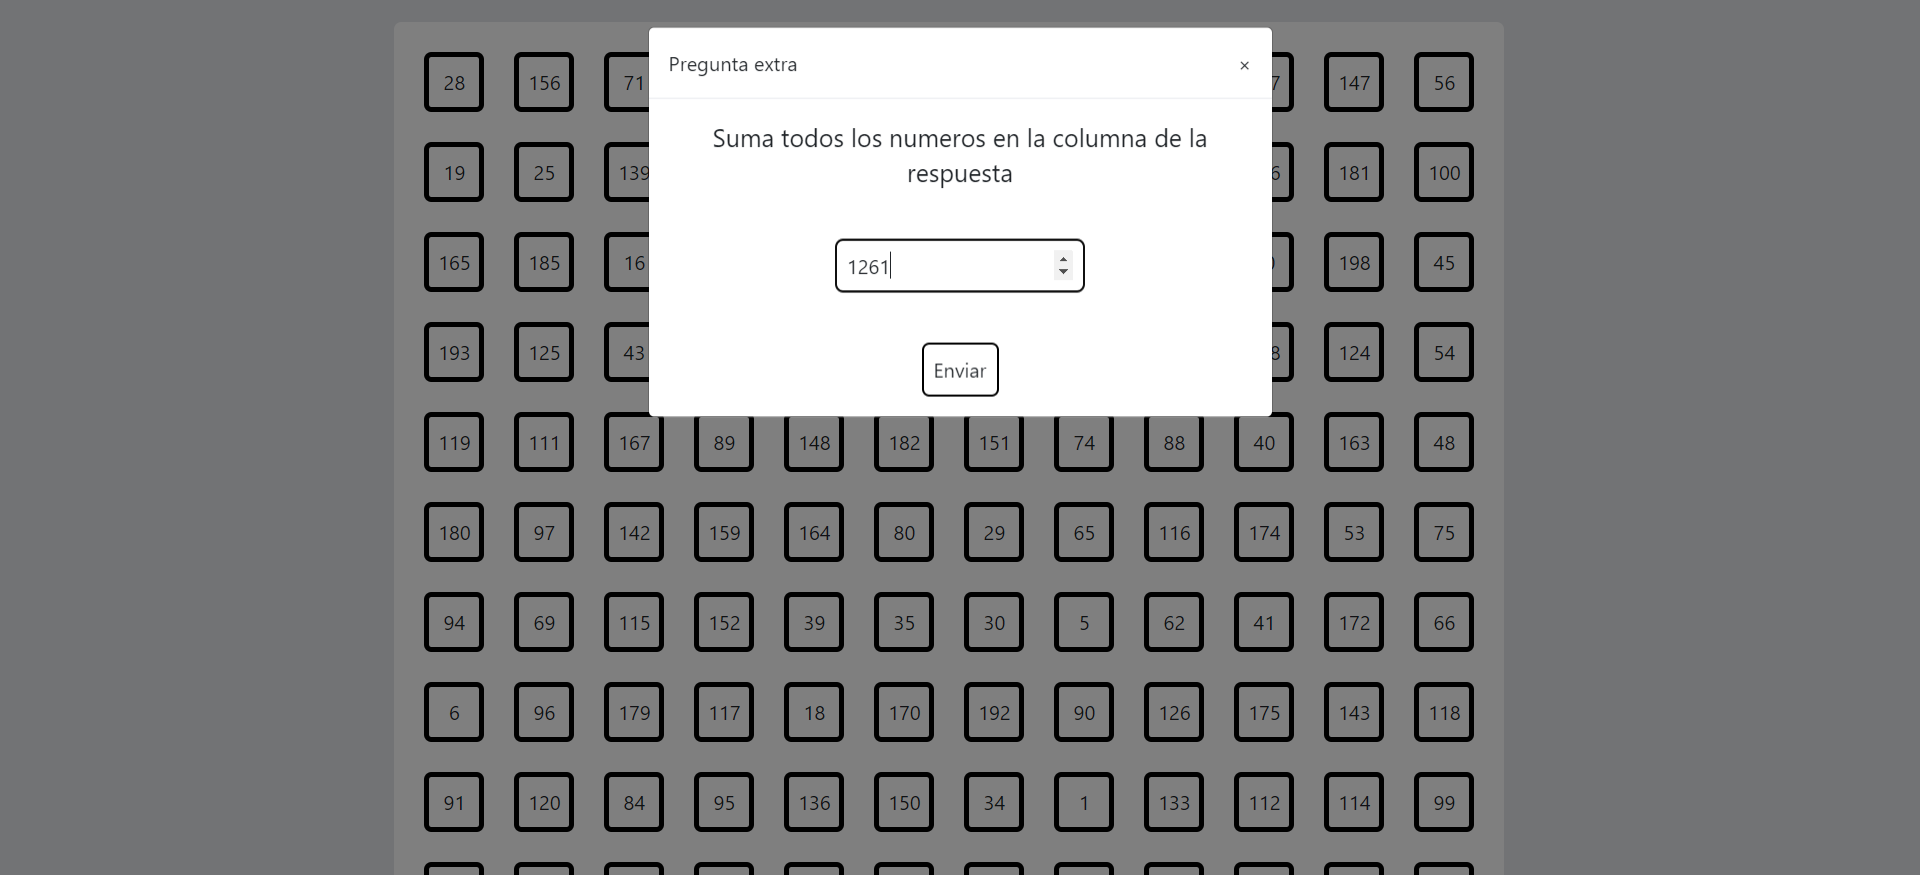 Pregunta extra ×
Suma todos los numeros en la columna de la
respuesta
1261
Enviar
28 156 71 147 56
19 25 139 181 100
165 185 16 198 45
193 125 43 124 54
119 111 167 89 148 182 151 74 88 40 163 48
180 97 142 159 164 80 29 65 116 174 53 75
94 69 115 152 39 35 30 5 62 41 172 66
6 96 179 117 18 170 192 90 126 175 143 118
91 120 84 95 136 150 34 1 133 112 114 99